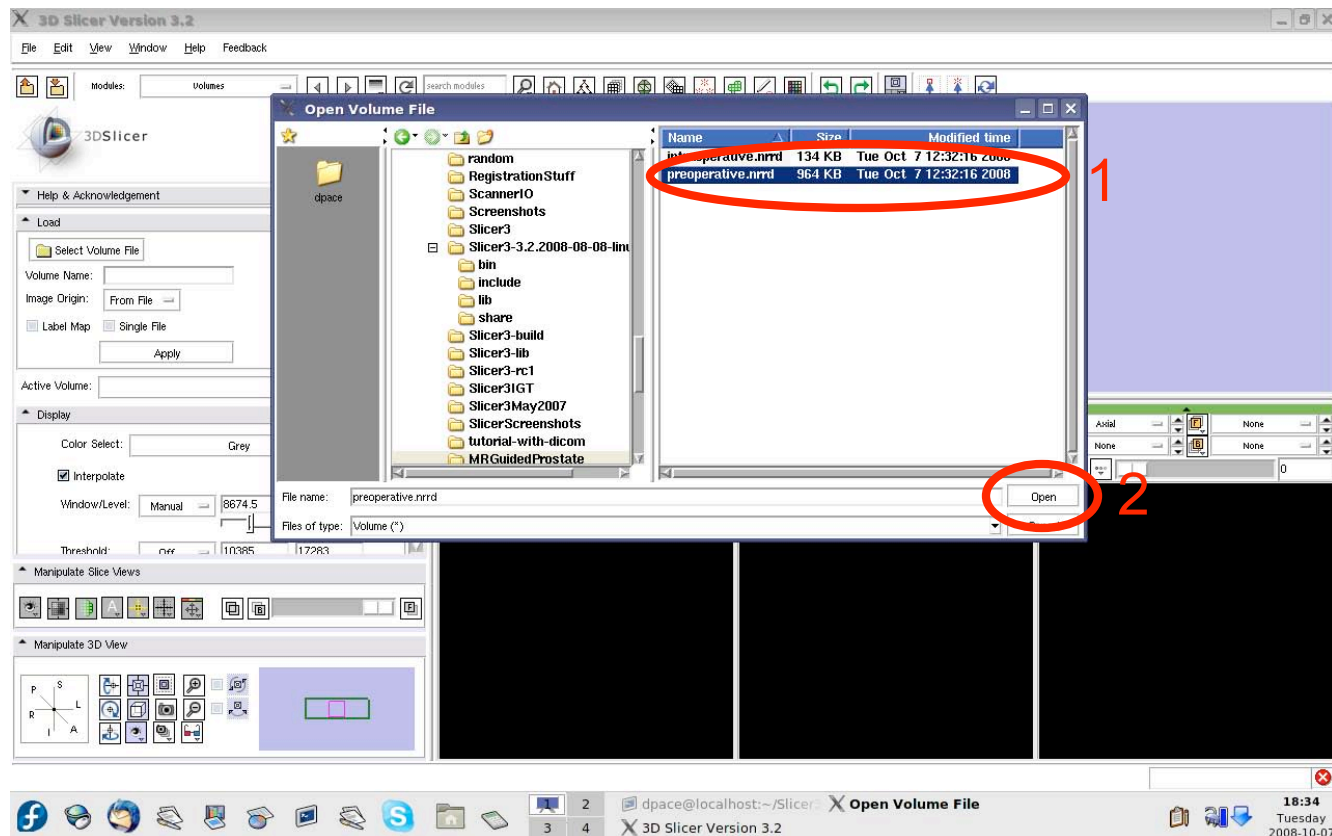 3D Slicer Version 3.2
File Edit View Window Help Feedback
Modules: Volumes search modules
3DSlicer
Help & Acknowledgement
Load
Select Volume File
Volume Name:
Image Origin: From File
Label Map Single File
Apply
Active Volume:
Display
Color Select: Grey
Interpolate
Window/Level: Manual 8674.5
Threshold: Off 10385 17283
Manipulate Slice Views
A
B F
Manipulate 3D View
P S
R L
I A
Open Volume File
dpace
random
RegistrationStuff
ScannerIO
Screenshots
Slicer3
Slicer3-3.2.2008-08-08-linu
bin
include
lib
share
Slicer3-build
Slicer3-lib
Slicer3-rc1
Slicer3IGT
Slicer3May2007
SlicerScreenshots
tutorial-with-dicom
MRGuidedProstate
Name Size Modified time
intraoperative.nrrd 134 KB Tue Oct 7 12:32:16 2008
preoperative.nrrd 964 KB Tue Oct 7 12:32:16 2008
1
File name: preoperative.nrrd Open
2
Files of type: Volume (*)
Axial F None
None B None
0
1 2
3 4
dpace@localhost:~/Slicer
3D Slicer Version 3.2
Open Volume File
18:34
Tuesday